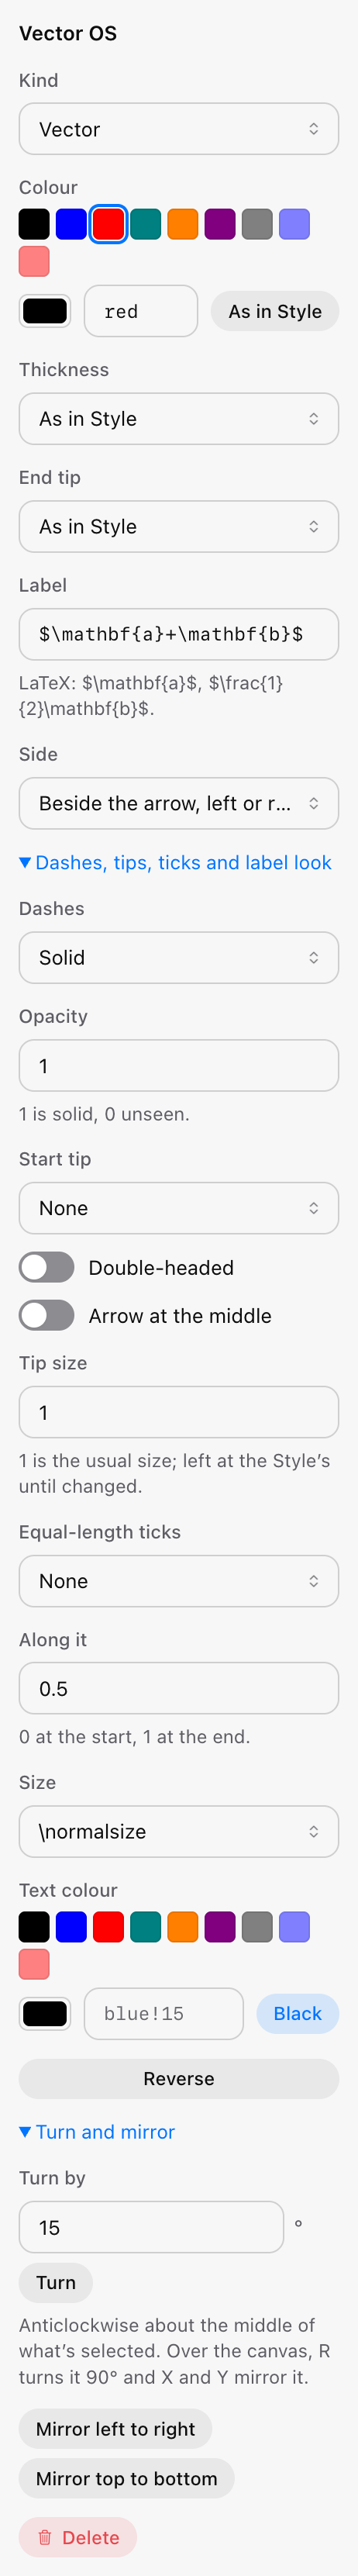 Vector OS
Kind
Vector
Colour
red
As in Style
Thickness
As in Style
End tip
As in Style
Label
$\mathbf{a}+\mathbf{b}$
LaTeX: $\mathbf{a}$, $\frac{1}
{2}\mathbf{b}$.
Side
Beside the arrow, left or r...
Dashes, tips, ticks and label look
Dashes
Solid
Opacity
1
1 is solid, 0 unseen.
Start tip
None
Double-headed
Arrow at the middle
Tip size
1
1 is the usual size; left at the Style’s
until changed.
Equal-length ticks
None
Along it
0.5
0 at the start, 1 at the end.
Size
\normalsize
Text colour
blue!15
Black
Reverse
Turn and mirror
Turn by
15 °
Turn
Anticlockwise about the middle of
what’s selected. Over the canvas, R
turns it 90° and X and Y mirror it.
Mirror left to right
Mirror top to bottom
Delete